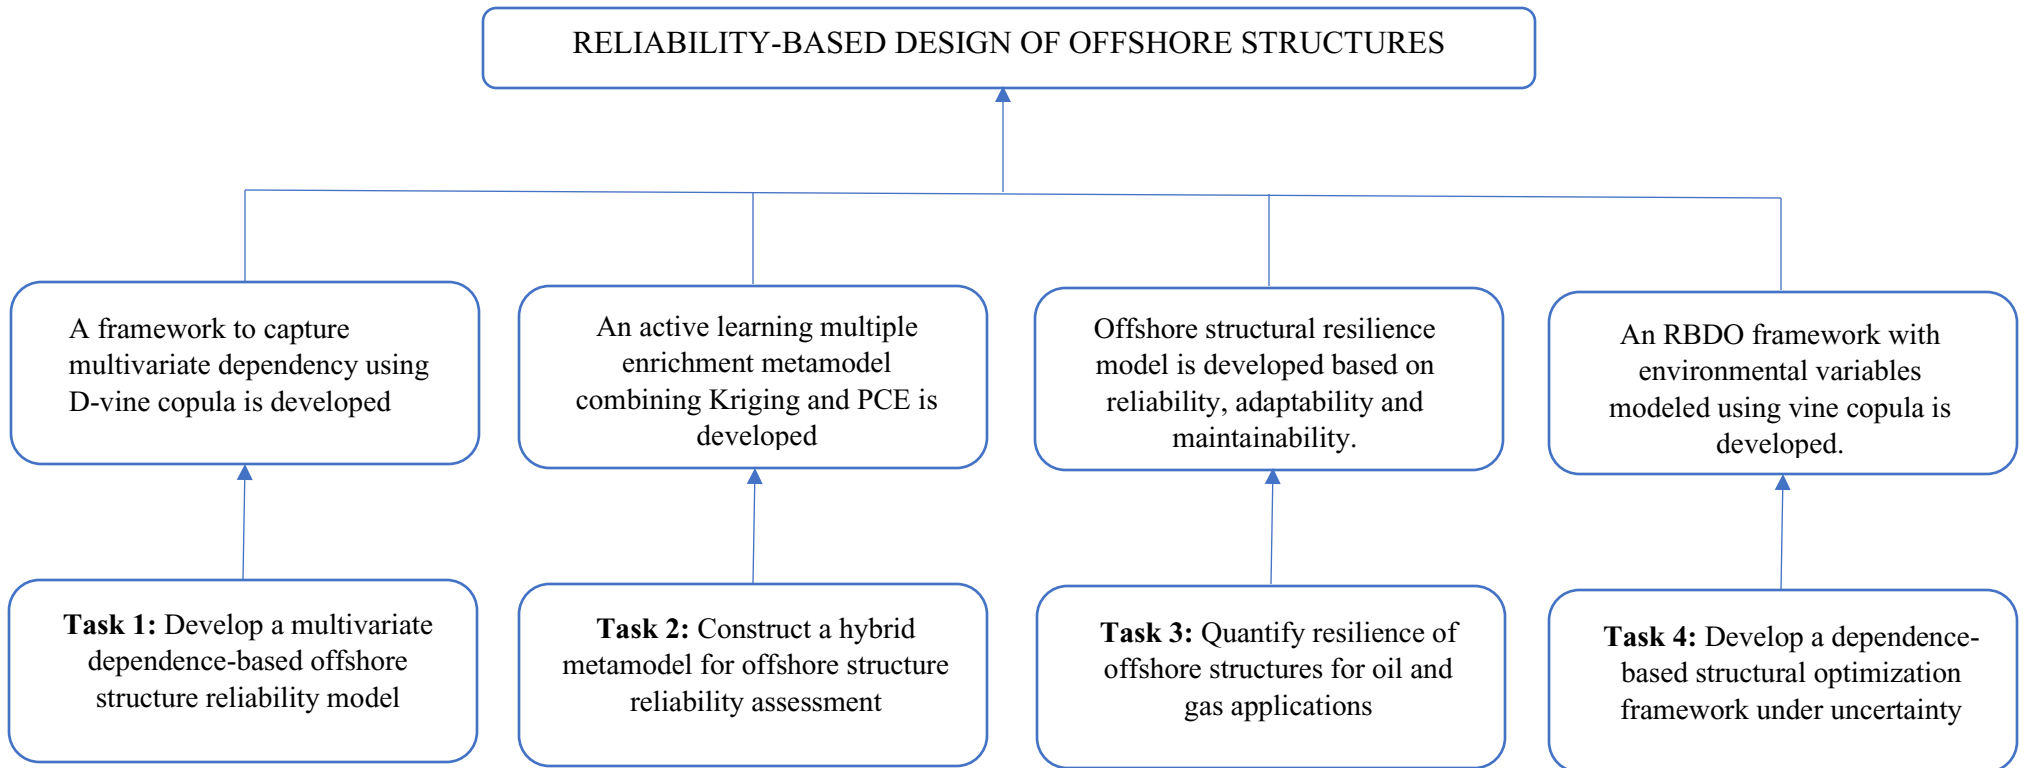 RELIABILITY-BASED DESIGN OF OFFSHORE STRUCTURES
A framework to capture
multivariate dependency using
D-vine copula is developed
An active learning multiple
enrichment metamodel
combining Kriging and PCE is
developed
Offshore structural resilience
model is developed based on
reliability, adaptability and
maintainability.
An RBDO framework with
environmental variables
modeled using vine copula is
developed.
Task 1: Develop a multivariate
dependence-based offshore
structure reliability model
Task 2: Construct a hybrid
metamodel for offshore structure
reliability assessment
Task 3: Quantify resilience of
offshore structures for oil and
gas applications
Task 4: Develop a dependence-
based structural optimization
framework under uncertainty